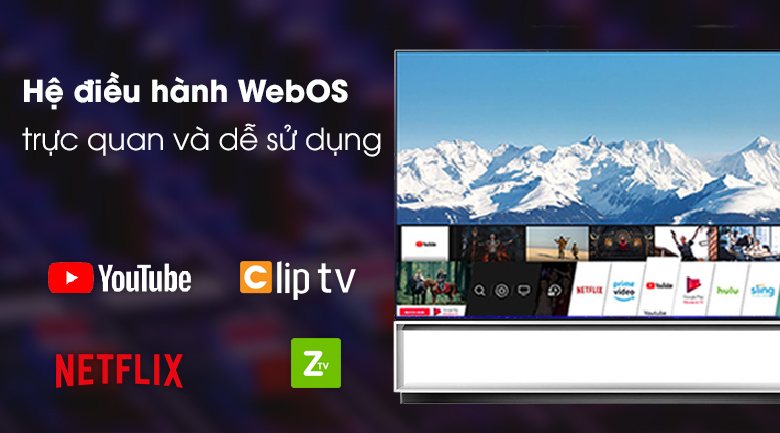 Hệ điều hành WebOS
trực quan và dễ sử dụng
YouTube
Clip tv
NETFLIX
Z TV
NETFLIX
prime video
YouTube
hulu
sling
YouTube